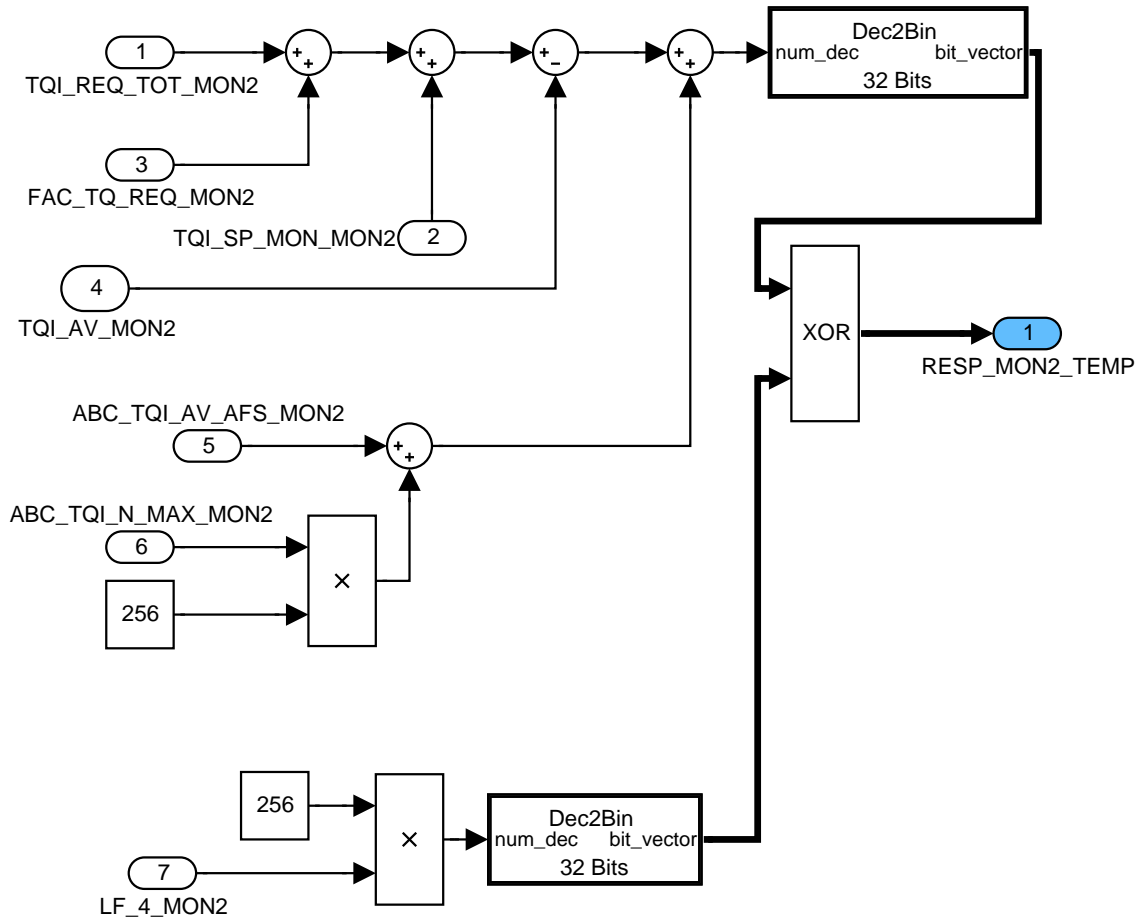 1
TQI_REQ_TOT_MON2
+
+
+
+
+
−
+
+
Dec2Bin
num_dec bit_vector
32 Bits
3
FAC_TQ_REQ_MON2
TQI_SP_MON_MON2
2
4
TQI_AV_MON2
XOR
1
RESP_MON2_TEMP
ABC_TQI_AV_AFS_MON2
5
+
+
ABC_TQI_N_MAX_MON2
6
256
×
256
×
Dec2Bin
num_dec bit_vector
32 Bits
7
LF_4_MON2